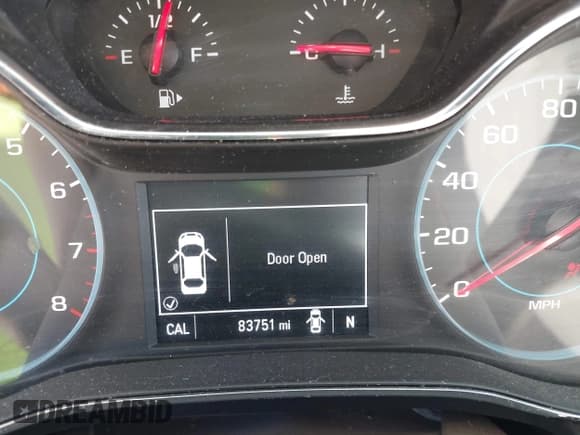 1/2
E F
C H
5
6
7
8
80
60
40
20
0
MPH
Door Open
CAL 83751 mi N
DREAMBID